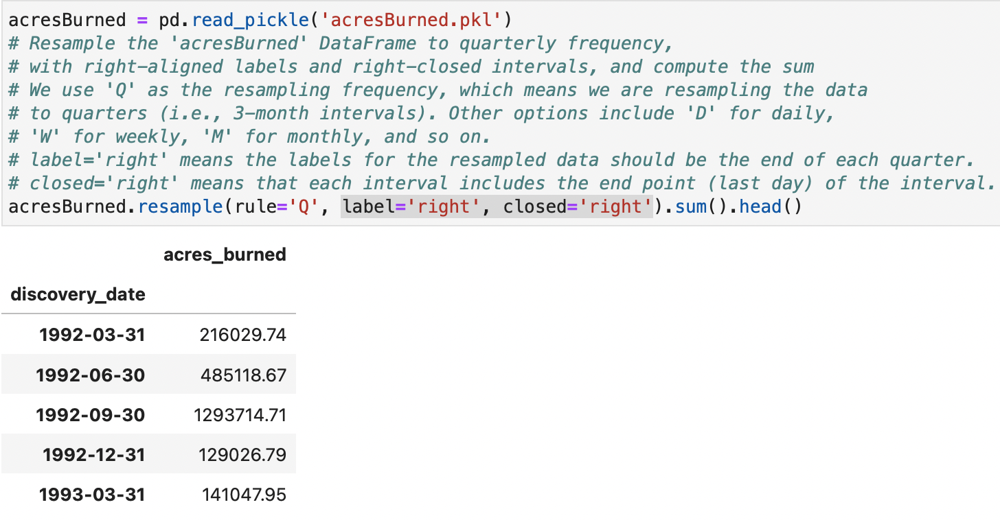 acresBurned = pd.read_pickle('acresBurned.pkl')
# Resample the 'acresBurned' DataFrame to quarterly frequency,
# with right-aligned labels and right-closed intervals, and compute the sum
# We use 'Q' as the resampling frequency, which means we are resampling the data
# to quarters (i.e., 3-month intervals). Other options include 'D' for daily,
# 'W' for weekly, 'M' for monthly, and so on.
# label='right' means the labels for the resampled data should be the end of each quarter.
# closed='right' means that each interval includes the end point (last day) of the interval.
acresBurned.resample(rule='Q', label='right', closed='right').sum().head()
acres_burned
discovery_date
1992-03-31 216029.74
1992-06-30 485118.67
1992-09-30 1293714.71
1992-12-31 129026.79
1993-03-31 141047.95